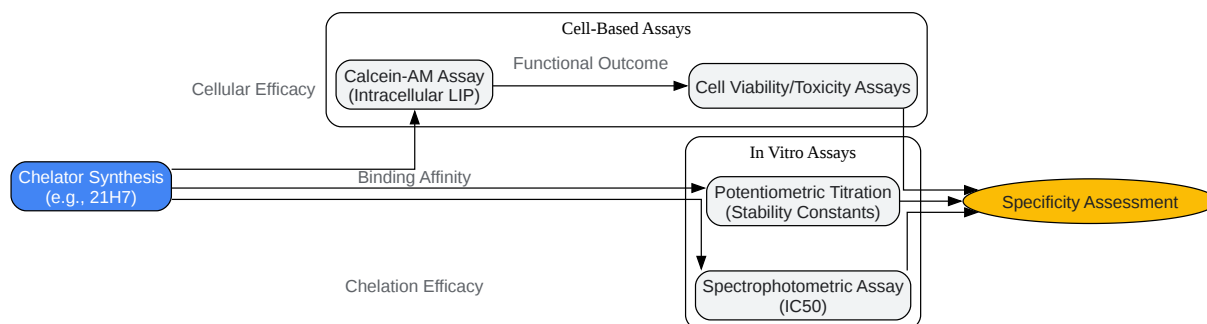 Cell-Based Assays
Cellular Efficacy
Calcein-AM Assay
(Intracellular LIP)
Functional Outcome
Cell Viability/Toxicity Assays
Chelator Synthesis
(e.g., 21H7)
Binding Affinity
In Vitro Assays
Potentiometric Titration
(Stability Constants)
Specificity Assessment
Chelation Efficacy
Spectrophotometric Assay
(IC50)